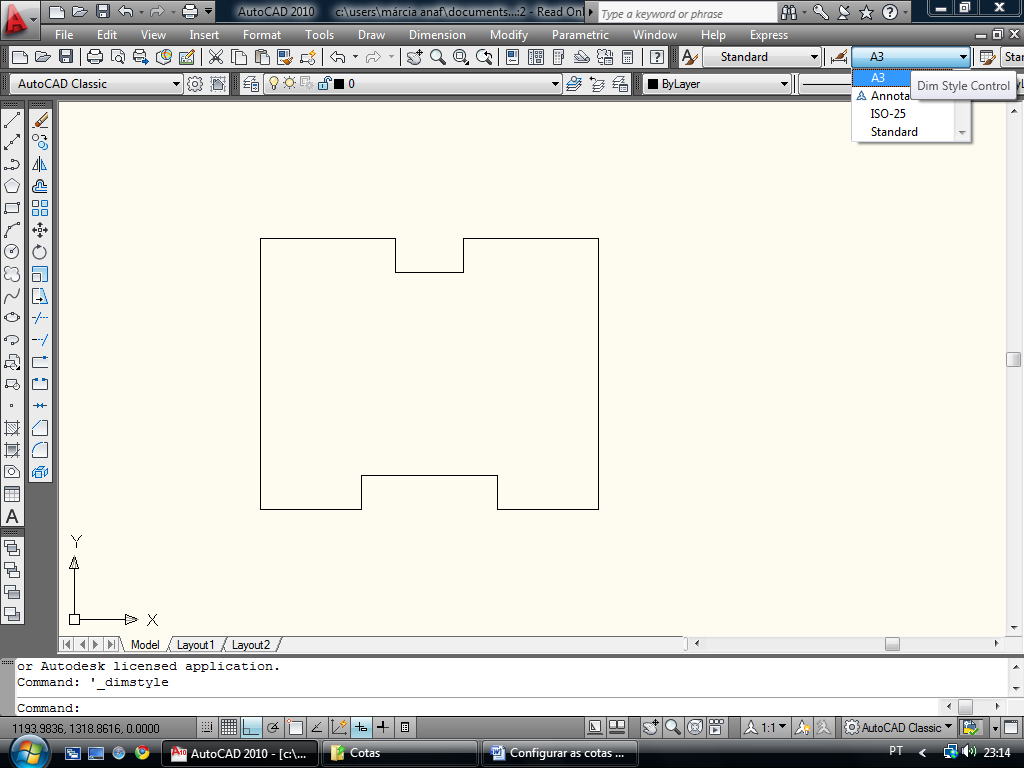 AutoCAD 2010 c:\users\márcia anaf\documents...:2 - Read On Type a keyword or phrase
File Edit View Insert Format Tools Draw Dimension Modify Parametric Window Help Express
Standard A3 Star
AutoCAD Classic 0 ByLayer
A3
Dim Style Control
Annota
ISO-25
Standard
A
Y
X
Model Layout1 Layout2
or Autodesk licensed application.
Command: '_dimstyle
Command:
1193.9836, 1318.8616, 0.0000 1:1 AutoCAD Classic
AutoCAD 2010 - [c:\... Cotas Configurar as cotas ... PT 23:14